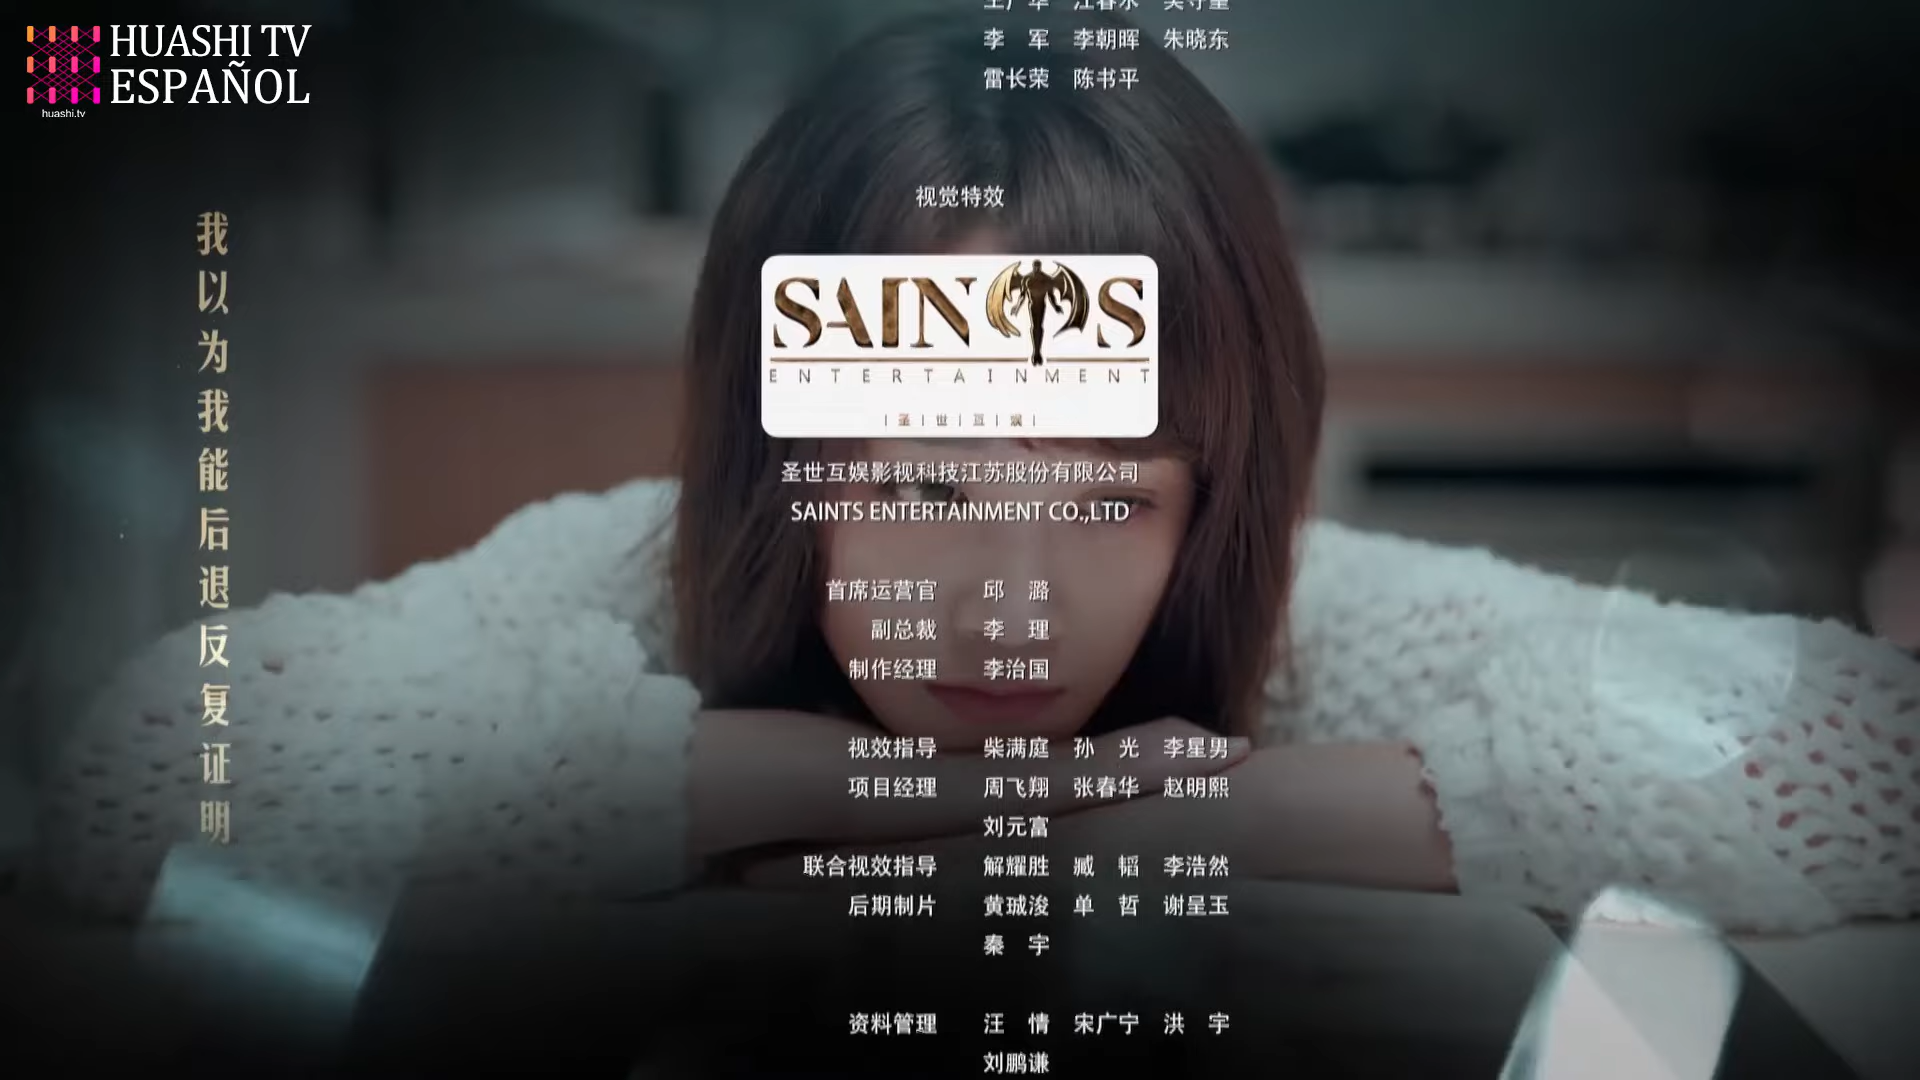 HUASHI TV
ESPAÑOL
huashi.tv
李 军 李朝晖 朱晓东
雷长荣 陈书平
我以为我能后退反复证明
视觉特效
SAINTS
ENTERTAINMENT
圣世互娱
圣世互娱影视科技江苏股份有限公司
SAINTS ENTERTAINMENT CO.,LTD
首席运营官 邱 潞
副总裁 李 理
制作经理 李治国
视效指导 柴满庭 孙 光 李星男
项目经理 周飞翔 张春华 赵明熙
刘元富
联合视效指导 解耀胜 臧 韬 李浩然
后期制片 黄珹浚 单 哲 谢呈玉
秦 宇
资料管理 汪 情 宋广宁 洪 宇
刘鹏谦